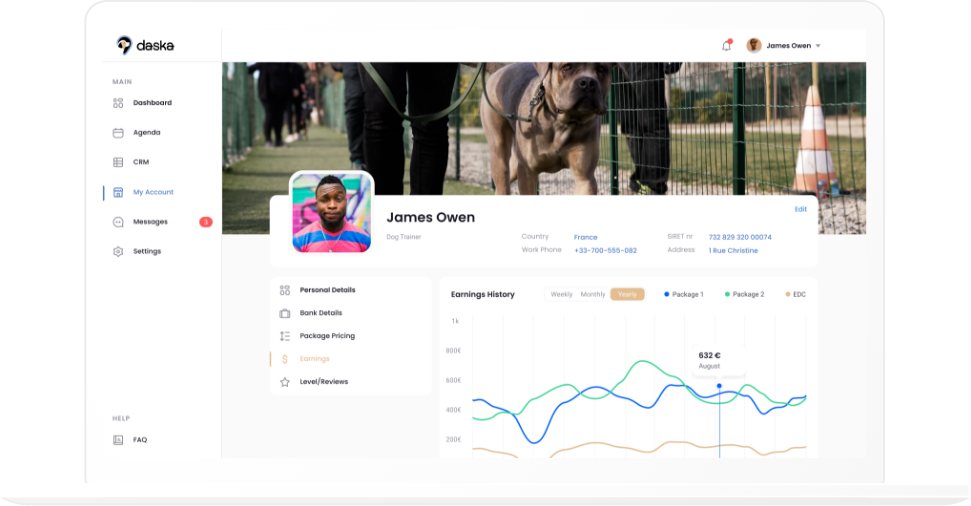 daska
James Owen
MAIN
Dashboard
Agenda
CRM
My Account
Messages 3
Settings
HELP
FAQ
James Owen
Dog Trainer
Edit
Country France
Work Phone +33-700-555-082
SIRET nr 732 829 320 00074
Address 1 Rue Christine
Personal Details
Bank Details
Package Pricing
$ Earnings
Level/Reviews
Earnings History
Weekly Monthly Yearly
Package 1 Package 2 EDC
1k
800€
600€
400€
200€
632 €
August